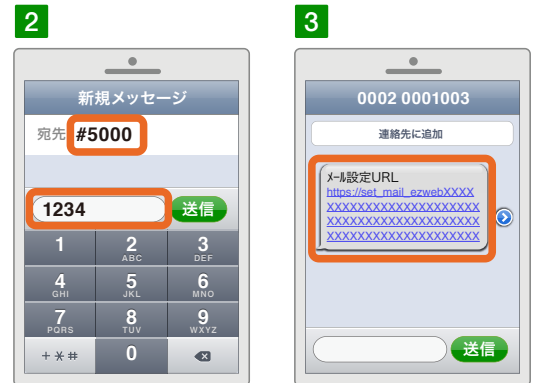 2
新規メッセージ
宛先 #5000
1234 送信
1 2 ABC 3 DEF
4 GHI 5 JKL 6 MNO
7 PQRS 8 TUV 9 WXYZ
+*# 0
3
0002 0001003
連絡先に追加
メール設定URL
https://set_mail_ezwebXXXX
XXXXXXXXXXXXXXXXXXXX
XXXXXXXXXXXXXXXXXXXX
XXXXXXXXXXXXXXXXXXXX
送信